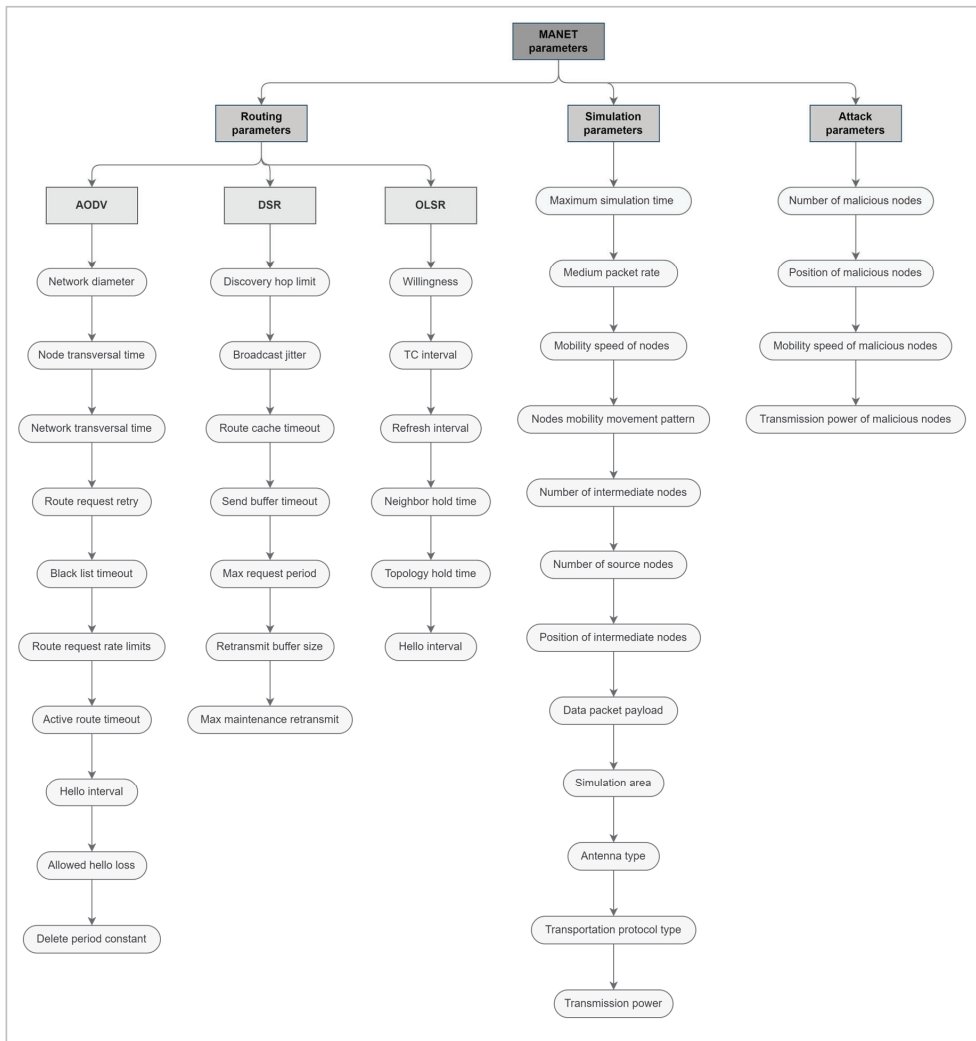 MANET
parameters
Routing
parameters
Simulation
parameters
Attack
parameters
AODV
DSR
OLSR
Network diameter
Node transversal time
Network transversal time
Route request retry
Black list timeout
Route request rate limits
Active route timeout
Hello interval
Allowed hello loss
Delete period constant
Discovery hop limit
Broadcast jitter
Route cache timeout
Send buffer timeout
Max request period
Retransmit buffer size
Max maintenance retransmit
Willingness
TC interval
Refresh interval
Neighbor hold time
Topology hold time
Hello interval
Maximum simulation time
Medium packet rate
Mobility speed of nodes
Nodes mobility movement pattern
Number of intermediate nodes
Number of source nodes
Position of intermediate nodes
Data packet payload
Simulation area
Antenna type
Transportation protocol type
Transmission power
Number of malicious nodes
Position of malicious nodes
Mobility speed of malicious nodes
Transmission power of malicious nodes